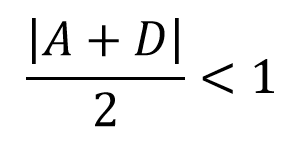 |A + D| / 2 < 1